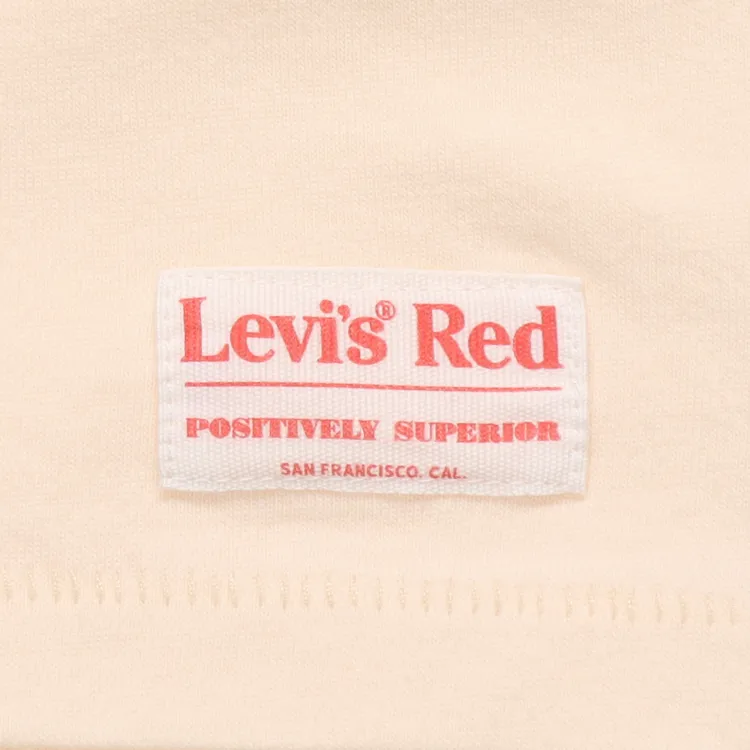 Levi's® Red
POSITIVELY SUPERIOR
SAN FRANCISCO, CAL.